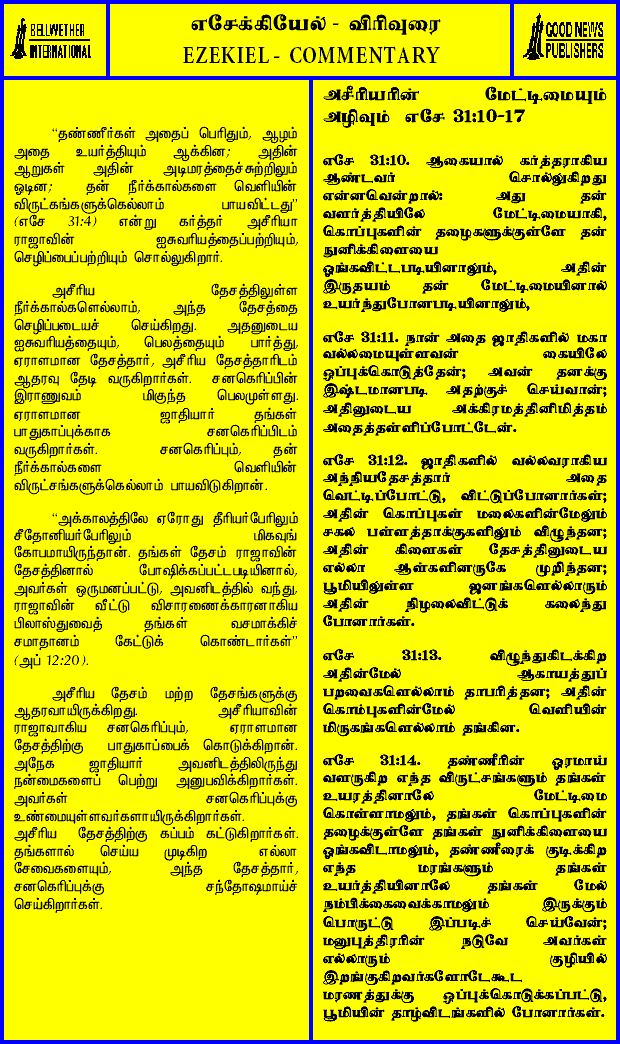 BELLWETHER
INTERNATIONAL
எசேக்கியேல் - விரிவுரை
EZEKIEL - COMMENTARY
GOOD NEWS
PUBLISHERS
“தண்ணீர்கள் அதைப் பெரிதும், ஆழம்
அதை உயர்த்தியும் ஆக்கின; அதின்
ஆறுகள் அதின் அடிமரத்தைச்சுற்றிலும்
ஓடின; தன் நீர்க்கால்களை வெளியின்
விருட்கங்களுக்கெல்லாம் பாயவிட்டது”
(எசே 31:4) என்று கர்த்தர் அசீரியா
ராஜாவின் ஐசுவரியத்தைப்பற்றியும்,
செழிப்பைப்பற்றியும் சொல்லுகிறார்.
அசீரிய தேசத்திலுள்ள
நீர்க்கால்களெல்லாம், அந்த தேசத்தை
செழிப்படையச் செய்கிறது. அதனுடைய
ஐசுவரியத்தையும், பெலத்தையும் பார்த்து,
ஏராளமான தேசத்தார், அசீரிய தேசத்தாரிடம்
ஆதரவு தேடி வருகிறார்கள். சனகெரிப்பின்
இராணுவம் மிகுந்த பெலமுள்ளது.
ஏராளமான ஜாதியார் தங்கள்
பாதுகாப்புக்காக சனகெரிப்பிடம்
வருகிறார்கள். சனகெரிப்பும், தன்
நீர்க்கால்களை வெளியின்
விருட்சங்களுக்கெல்லாம் பாயவிடுகிறான்.
“அக்காலத்திலே ஏரோது தீரியர்பேரிலும்
சீதோனியர்பேரிலும் மிகவுங்
கோபமாயிருந்தான். தங்கள் தேசம் ராஜாவின்
தேசத்தினால் போஷிக்கப்பட்டபடியினால்,
அவர்கள் ஒருமனப்பட்டு, அவனிடத்தில் வந்து,
ராஜாவின் வீட்டு விசாரணைக்காரனாகிய
பிலாஸ்துவைத் தங்கள் வசமாக்கிச்
சமாதானம் கேட்டுக் கொண்டார்கள்”
(அப் 12:20).
அசீரிய தேசம் மற்ற தேசங்களுக்கு
ஆதரவாயிருக்கிறது. அசீரியாவின்
ராஜாவாகிய சனகெரிப்பும், ஏராளமான
தேசத்திற்கு பாதுகாப்பைக் கொடுக்கிறான்.
அநேக ஜாதியார் அவனிடத்திலிருந்து
நன்மைகளைப் பெற்று அனுபவிக்கிறார்கள்.
அவர்கள் சனகெரிப்புக்கு
உண்மையுள்ளவர்களாயிருக்கிறார்கள்.
அசீரிய தேசத்திற்கு கப்பம் கட்டுகிறார்கள்.
தங்களால் செய்ய முடிகிற எல்லா
சேவைகளையும், அந்த தேசத்தார்,
சனகெரிப்புக்கு சந்தோஷமாய்ச்
செய்கிறார்கள்.
அசீரியரின் மேட்டிமையும்
அழிவும் எசே 31:10-17
எசே 31:10. ஆகையால் கர்த்தராகிய
ஆண்டவர் சொல்லுகிறது
என்னவென்றால்: அது தன்
வளர்த்தியிலே மேட்டிமையாகி,
கொப்புகளின் தழைகளுக்குள்ளே தன்
நுனிக்கிளையை
ஓங்கவிட்டபடியினாலும், அதின்
இருதயம் தன் மேட்டிமையினால்
உயர்ந்துபோனபடியினாலும்,
எசே 31:11. நான் அதை ஜாதிகளில் மகா
வல்லமையுள்ளவன் கையிலே
ஒப்புக்கொடுத்தேன்; அவன் தனக்கு
இஷ்டமானபடி அதற்குச் செய்வான்;
அதினுடைய அக்கிரமத்தினிமித்தம்
அதைத்தள்ளிப்போட்டேன்.
எசே 31:12. ஜாதிகளில் வல்லவராகிய
அந்நியதேசத்தார் அதை
வெட்டிப்போட்டு, விட்டுப்போனார்கள்;
அதின் கொப்புகள் மலைகளின்மேலும்
சகல பள்ளத்தாக்குகளிலும் விழுந்தன;
அதின் கிளைகள் தேசத்தினுடைய
எல்லா ஆள்களினருகே முறிந்தன;
பூமியிலுள்ள ஜனங்களெல்லாரும்
அதின் நிழலைவிட்டுக் கலைந்து
போனார்கள்.
எசே 31:13. விழுந்துகிடக்கிற
அதின்மேல் ஆகாயத்துப்
பறவைகளெல்லாம் தாபரித்தன; அதின்
கொம்புகளின்மேல் வெளியின்
மிருகங்களெல்லாம் தங்கின.
எசே 31:14. தண்ணீரின் ஓரமாய்
வளருகிற எந்த விருட்சங்களும் தங்கள்
உயரத்தினாலே மேட்டிமை
கொள்ளாமலும், தங்கள் கொப்புகளின்
தழைக்குள்ளே தங்கள் நுனிக்கிளையை
ஓங்கவிடாமலும், தண்ணீரைக் குடிக்கிற
எந்த மரங்களும் தங்கள்
உயர்த்தியினாலே தங்கள் மேல்
நம்பிக்கைவைக்காமலும் இருக்கும்
பொருட்டு இப்படிச் செய்வேன்;
மனுபுத்திரரின் நடுவே அவர்கள்
எல்லாரும் குழியில்
இறங்குகிறவர்களோடேகூட
மரணத்துக்கு ஒப்புக்கொடுக்கப்பட்டு,
பூமியின் தாழ்விடங்களில் போனார்கள்.